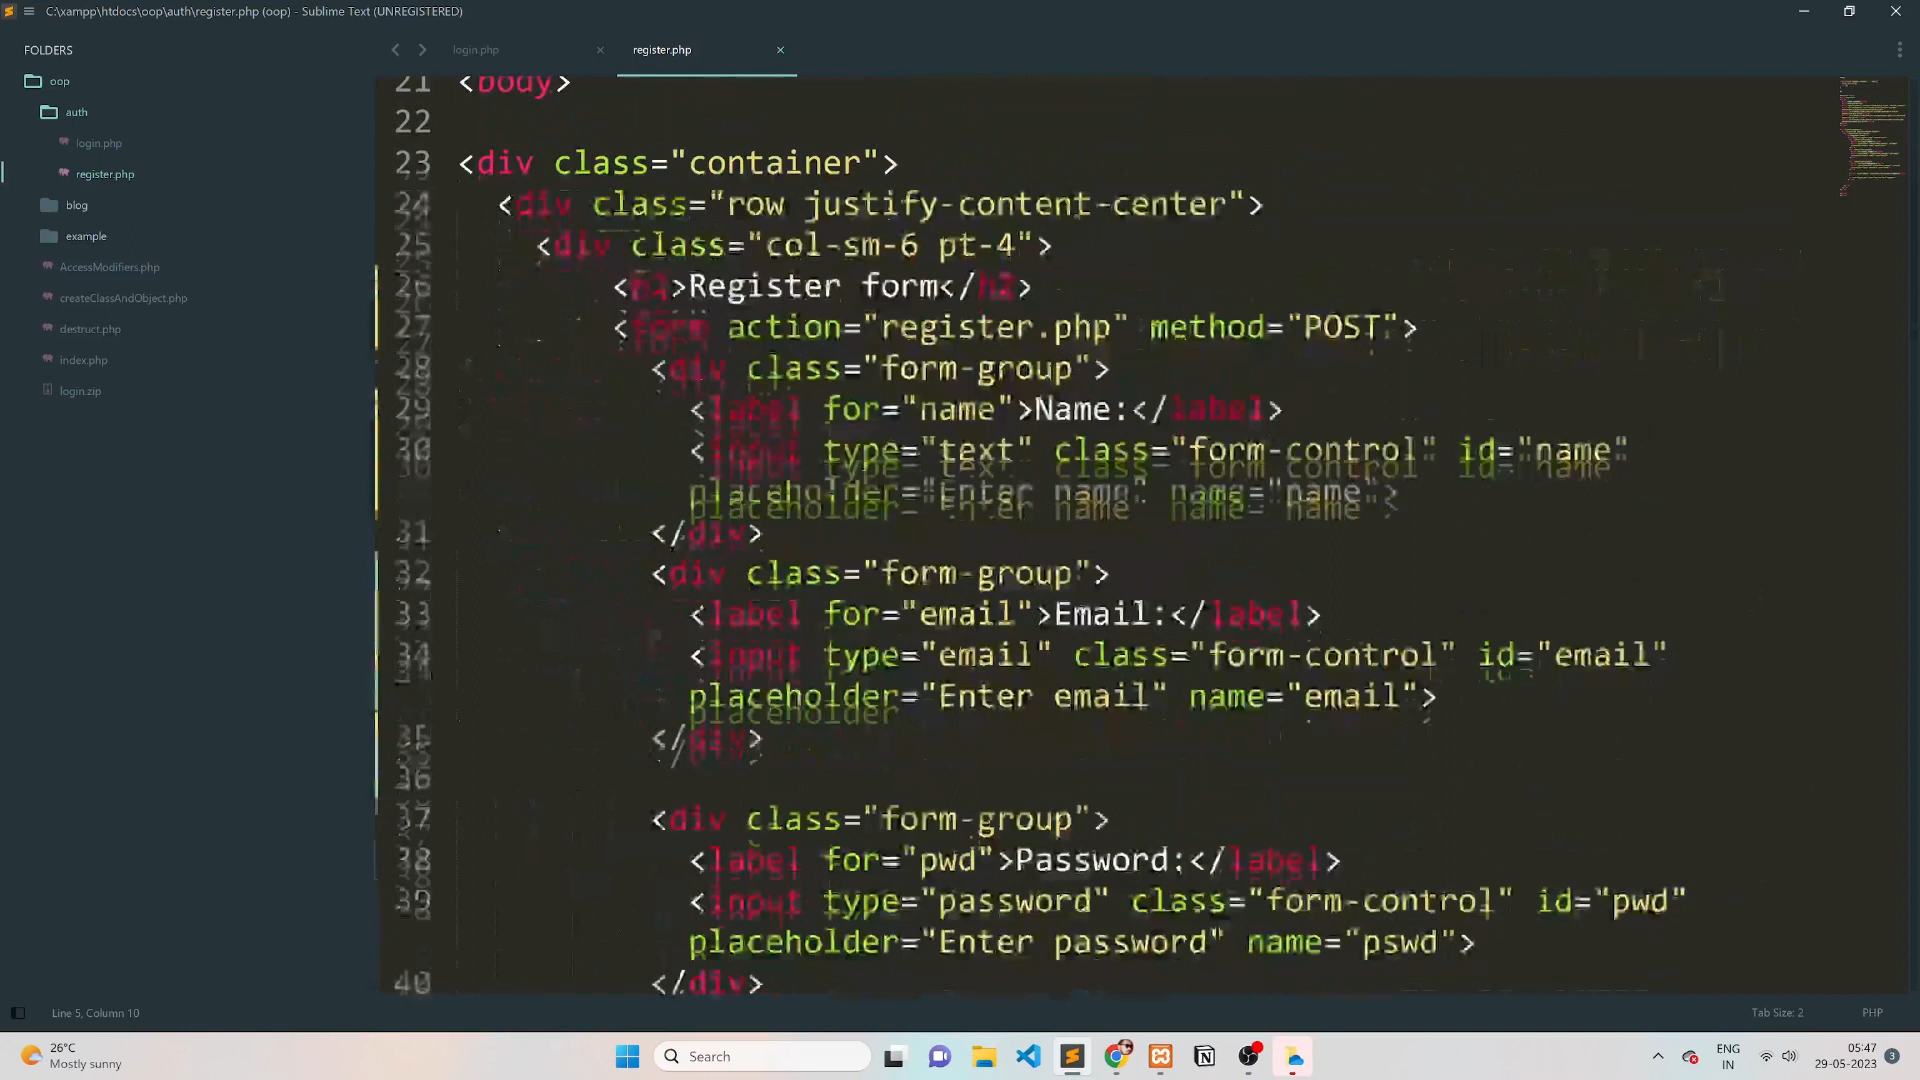 C:\xampp\htdocs\oop\auth\register.php (oop) - Sublime Text (UNREGISTERED)
FOLDERS
oop
auth
login.php
register.php
blog
example
AccessModifiers.php
createClassAndObject.php
destruct.php
index.php
login.zip
login.php
register.php
21 <body>
22
23 <div class="container">
24 <div class="row justify-content-center">
25 <div class="col-sm-6 pt-4">
26 <h2>Register form</h2>
27 <form action="register.php" method="POST">
28 <div class="form-group">
29 <label for="name">Name:</label>
30 <input type="text" class="form-control" id="name"
placeholder="Enter name" name="name">
31 </div>
32 <div class="form-group">
33 <label for="email">Email:</label>
34 <input type="email" class="form-control" id="email"
placeholder="Enter email" name="email">
35 </div>
36
37 <div class="form-group">
38 <label for="pwd">Password:</label>
39 <input type="password" class="form-control" id="pwd"
placeholder="Enter password" name="pswd">
40 </div>
Line 5, Column 10
Tab Size: 2
PHP
26°C
Mostly sunny
Search
ENG
IN
05:47
29-05-2023
3